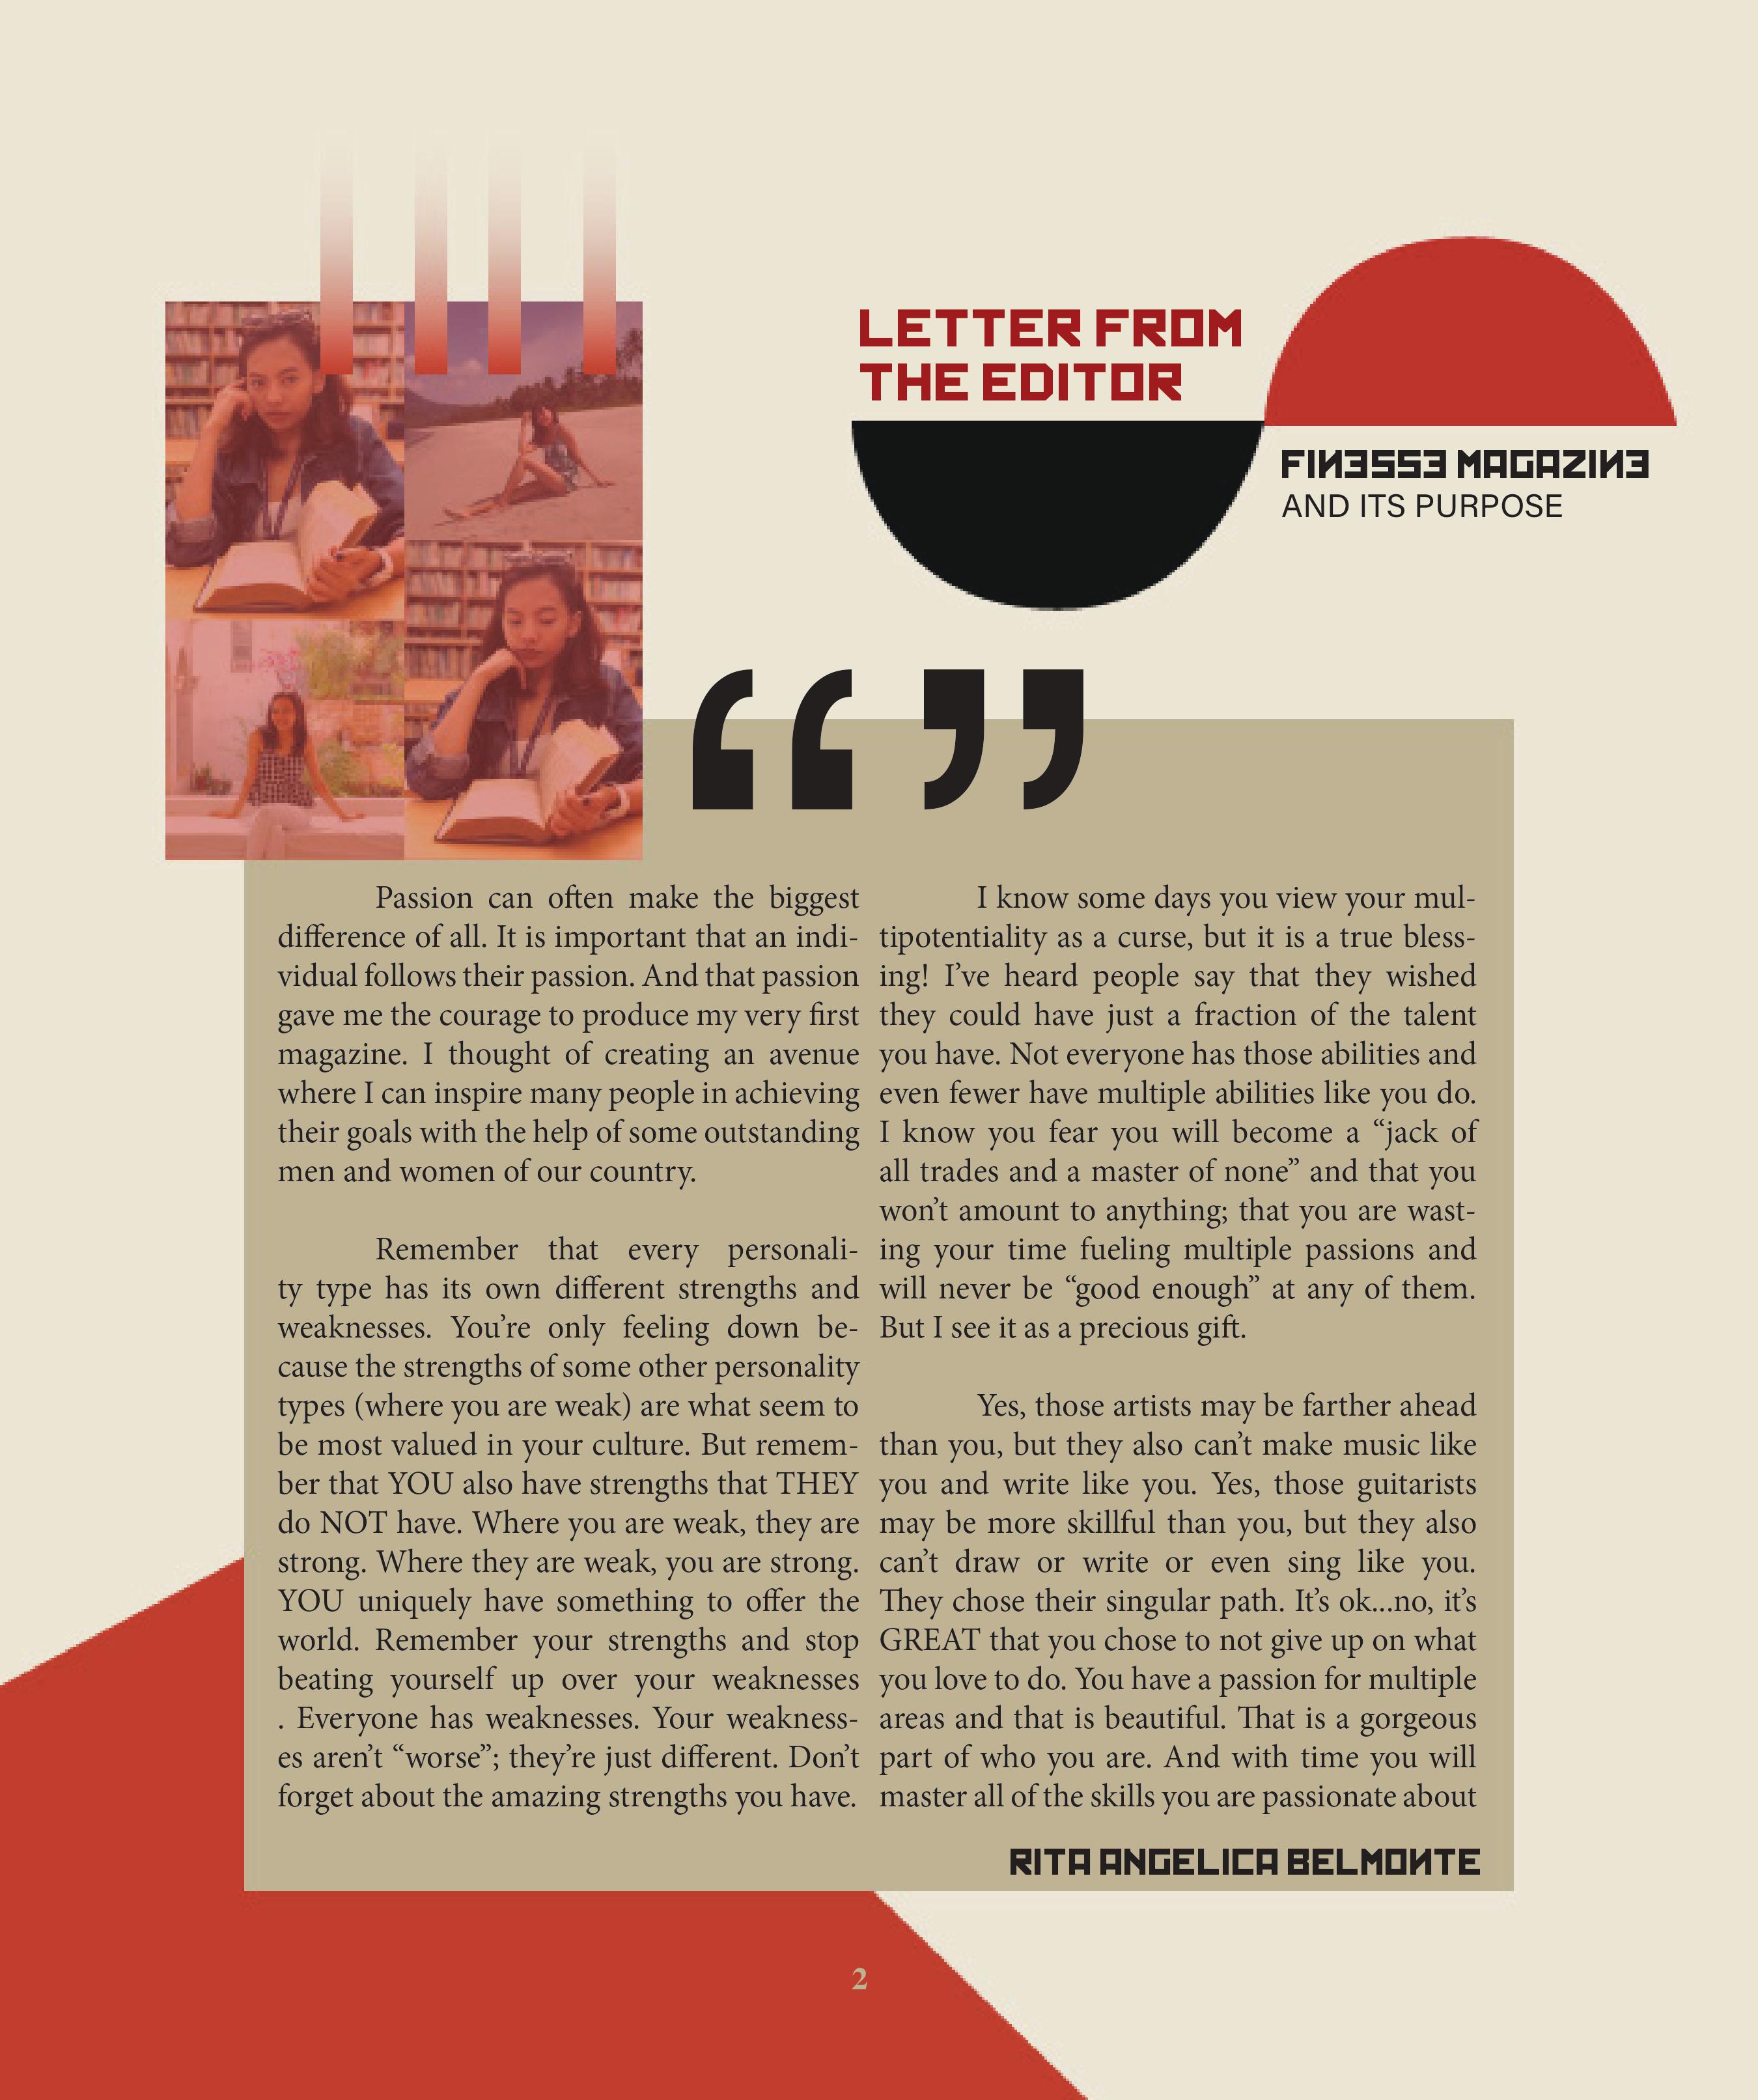 LETTER FROM
THE EDITOR
FINESSE MAGAZINE
AND ITS PURPOSE
“ ”
Passion can often make the biggest
difference of all. It is important that an indi-
vidual follows their passion. And that passion
gave me the courage to produce my very first
magazine. I thought of creating an avenue
where I can inspire many people in achieving
their goals with the help of some outstanding
men and women of our country.
Remember that every personali-
ty type has its own different strengths and
weaknesses. You’re only feeling down be-
cause the strengths of some other personality
types (where you are weak) are what seem to
be most valued in your culture. But remem-
ber that YOU also have strengths that THEY
do NOT have. Where you are weak, they are
strong. Where they are weak, you are strong.
YOU uniquely have something to offer the
world. Remember your strengths and stop
beating yourself up over your weaknesses
. Everyone has weaknesses. Your weakness-
es aren’t “worse”; they’re just different. Don’t
forget about the amazing strengths you have.
I know some days you view your mul-
tipotentiality as a curse, but it is a true bless-
ing! I’ve heard people say that they wished
they could have just a fraction of the talent
you have. Not everyone has those abilities and
even fewer have multiple abilities like you do.
I know you fear you will become a “jack of
all trades and a master of none” and that you
won’t amount to anything; that you are wast-
ing your time fueling multiple passions and
will never be “good enough” at any of them.
But I see it as a precious gift.
Yes, those artists may be farther ahead
than you, but they also can’t make music like
you and write like you. Yes, those guitarists
may be more skillful than you, but they also
can’t draw or write or even sing like you.
They chose their singular path. It’s ok...no, it’s
GREAT that you chose to not give up on what
you love to do. You have a passion for multiple
areas and that is beautiful. That is a gorgeous
part of who you are. And with time you will
master all of the skills you are passionate about
RITA ANGELICA BELMONTE
2